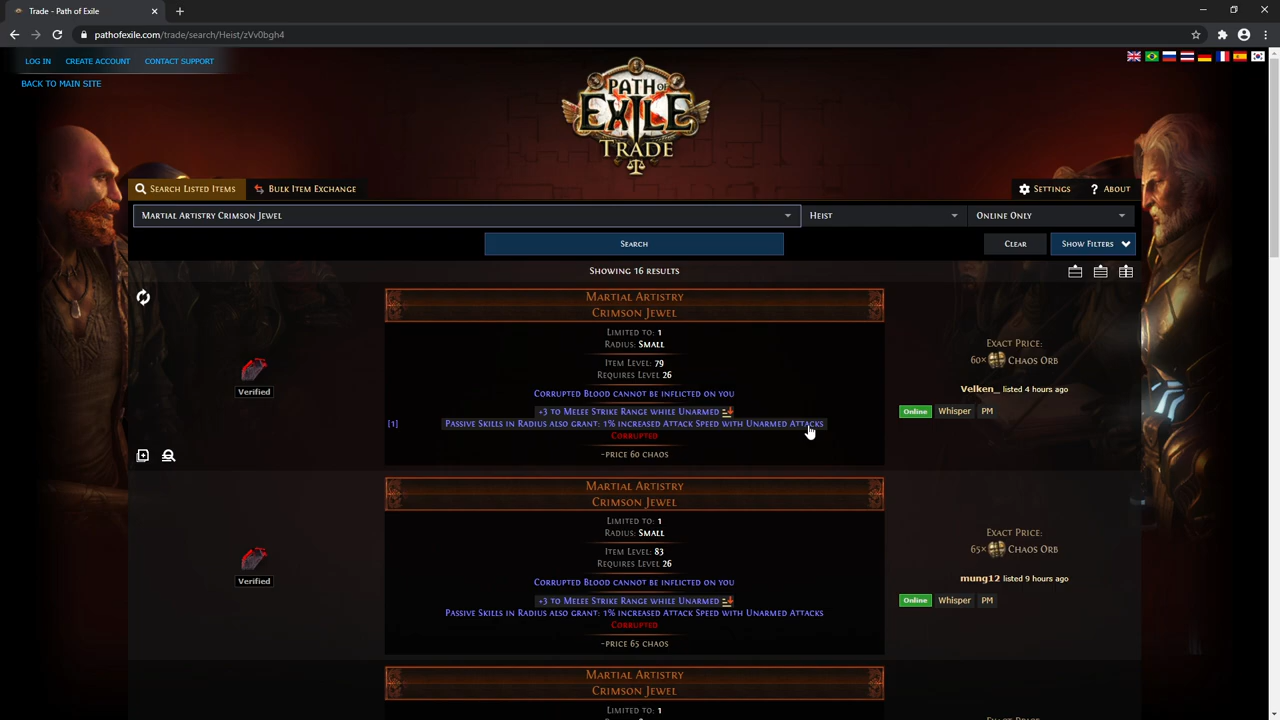 Trade - Path of Exile
pathofexile.com/trade/search/Heist/zVv0bgh4
LOG IN CREATE ACCOUNT CONTACT SUPPORT
BACK TO MAIN SITE
PATH OF EXILE TRADE
SEARCH LISTED ITEMS BULK ITEM EXCHANGE SETTINGS ? ABOUT
MARTIAL ARTISTRY CRIMSON JEWEL HEIST ONLINE ONLY
SEARCH CLEAR SHOW FILTERS
SHOWING 16 RESULTS
MARTIAL ARTISTRY
CRIMSON JEWEL
LIMITED TO: 1
RADIUS: SMALL
ITEM LEVEL: 79
REQUIRES LEVEL 26
CORRUPTED BLOOD CANNOT BE INFLICTED ON YOU
+3 TO MELEE STRIKE RANGE WHILE UNARMED
[1] PASSIVE SKILLS IN RADIUS ALSO GRANT: 1% INCREASED ATTACK SPEED WITH UNARMED ATTACKS
CORRUPTED
~PRICE 60 CHAOS
Verified
EXACT PRICE:
60× CHAOS ORB
Velken_ listed 4 hours ago
Online Whisper PM
MARTIAL ARTISTRY
CRIMSON JEWEL
LIMITED TO: 1
RADIUS: SMALL
ITEM LEVEL: 83
REQUIRES LEVEL 26
CORRUPTED BLOOD CANNOT BE INFLICTED ON YOU
+3 TO MELEE STRIKE RANGE WHILE UNARMED
PASSIVE SKILLS IN RADIUS ALSO GRANT: 1% INCREASED ATTACK SPEED WITH UNARMED ATTACKS
CORRUPTED
~PRICE 65 CHAOS
Verified
EXACT PRICE:
65× CHAOS ORB
mung12 listed 9 hours ago
Online Whisper PM
MARTIAL ARTISTRY
CRIMSON JEWEL
LIMITED TO: 1